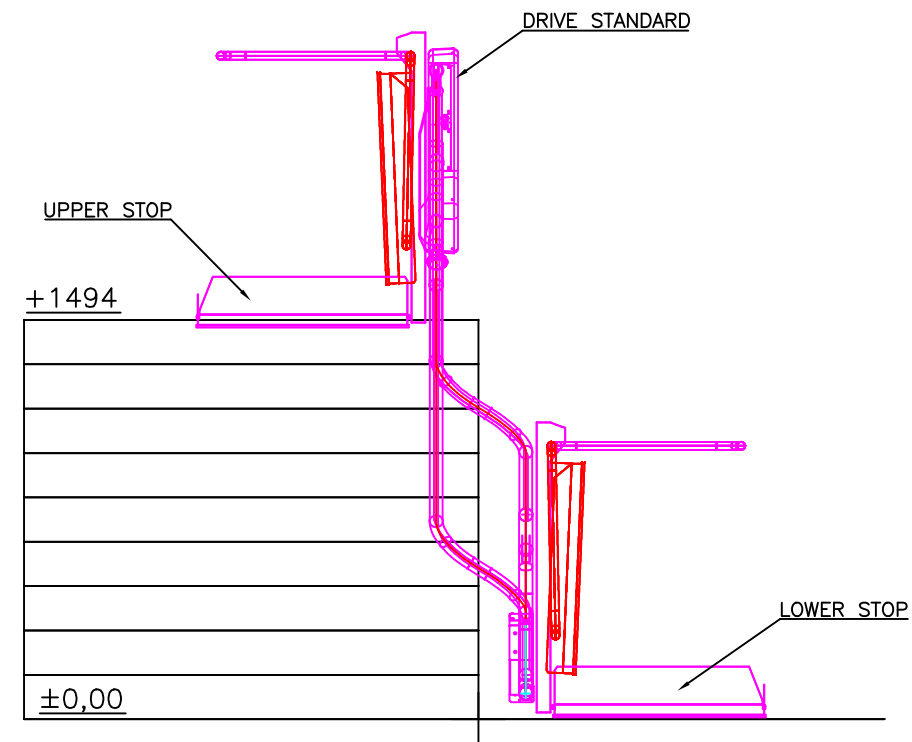 DRIVE STANDARD
UPPER STOP
+1494
LOWER STOP
±0,00